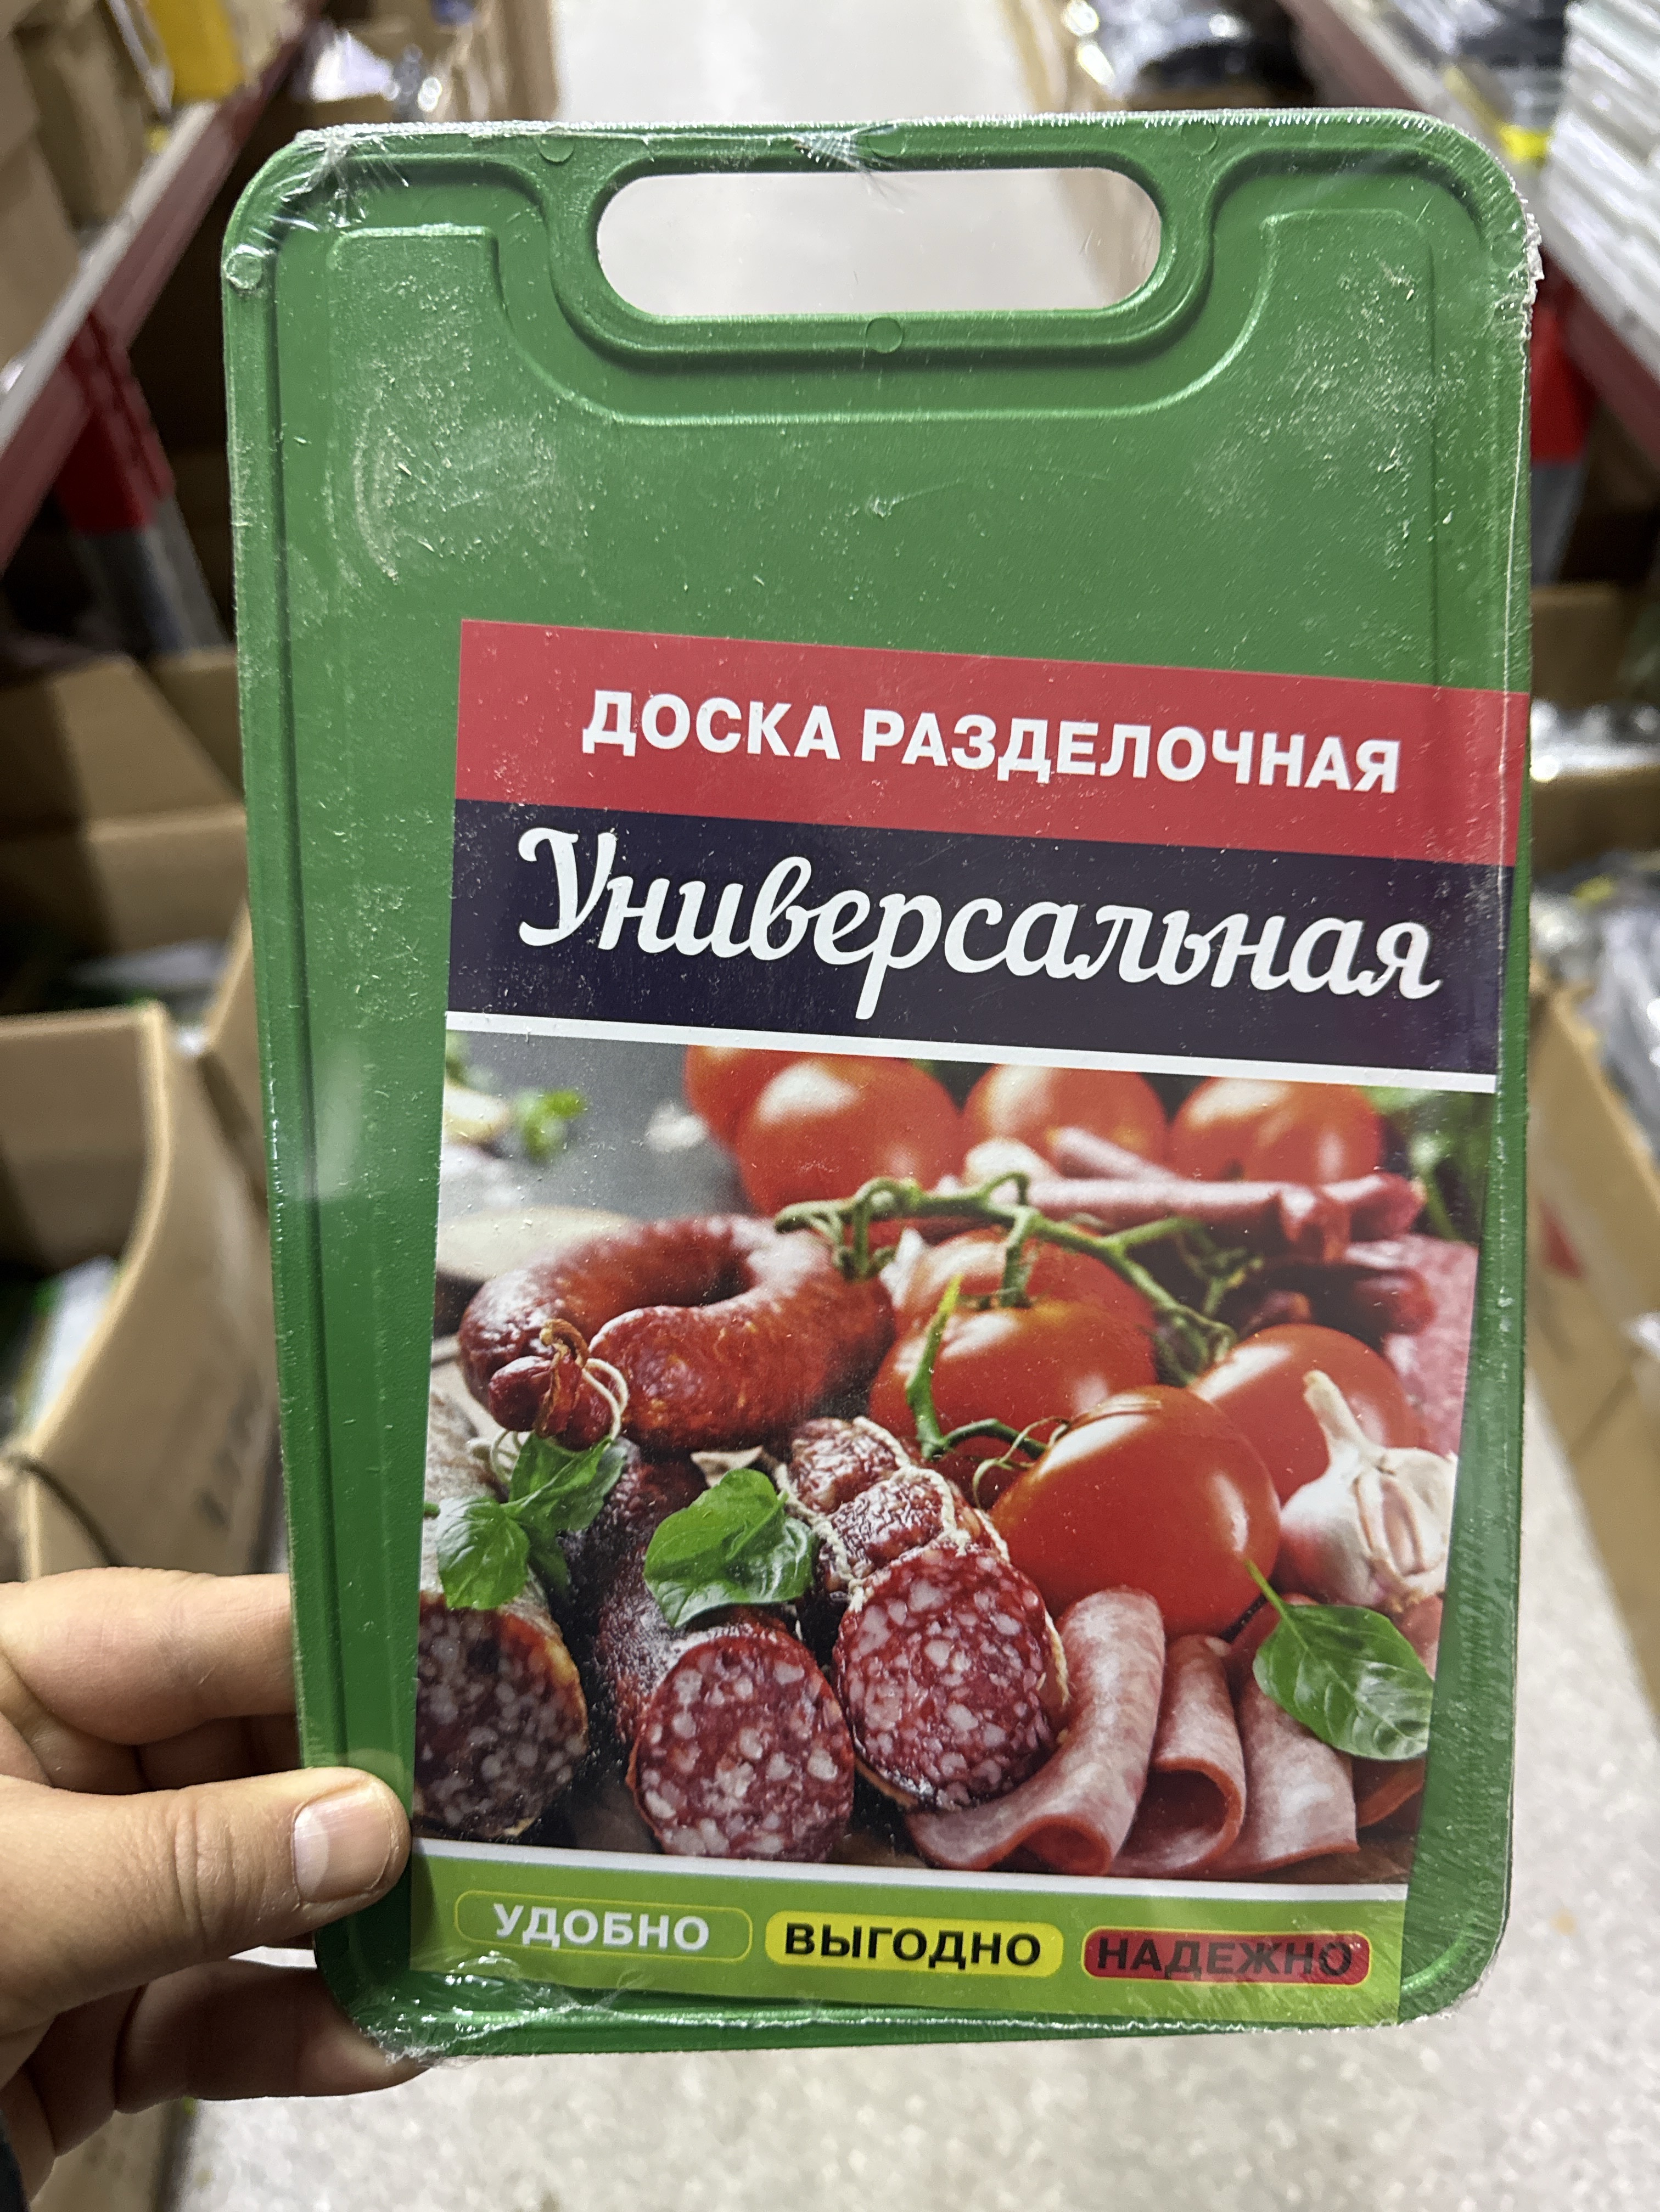 ДОСКА РАЗДЕЛОЧНАЯ
Универсальная
УДОБНО ВЫГОДНО НАДЕЖНО